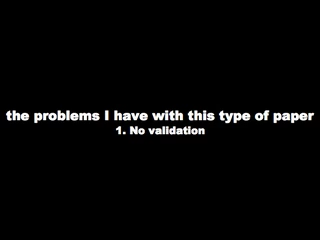 the problems I have with this type of paper
1. No validation